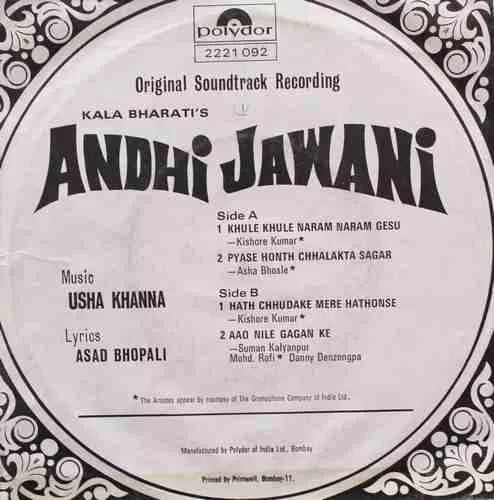 Polydor
2221 092
Original Soundtrack Recording
KALA BHARATI'S
ANDHi JAWANi
Side A
1 KHULE KHULE NARAM NARAM GESU
—Kishore Kumar*
2 PYASE HONTH CHHALAKTA SAGAR
—Asha Bhosle*
Music
USHA KHANNA
Side B
1 HATH CHHUDAKE MERE HATHONSE
—Kishore Kumar*
Lyrics
ASAD BHOPALI
2 AAO NILE GAGAN KE
—Suman Kalyanpur
Mohd. Rafi* Danny Denzongpa
* The Artistes appear by courtesy of the Gramophone Company of India Ltd.,
Manufactured by Polydor of India Ltd., Bombay
Printed by Printwell, Bombay-11.